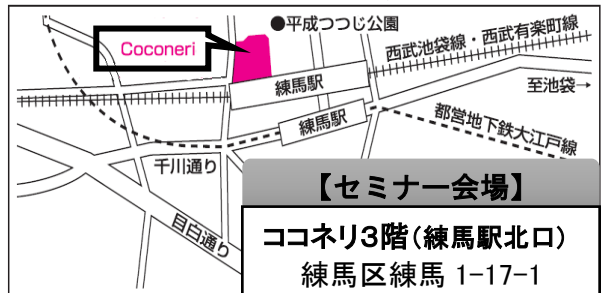 ●平成つつじ公園
Coconeri
西武池袋線・西武有楽町線
練馬駅
至池袋→
練馬駅
都営地下鉄大江戸線
千川通り
目白通り
【セミナー会場】
ココネリ3階(練馬駅北口)
練馬区練馬 1-17-1